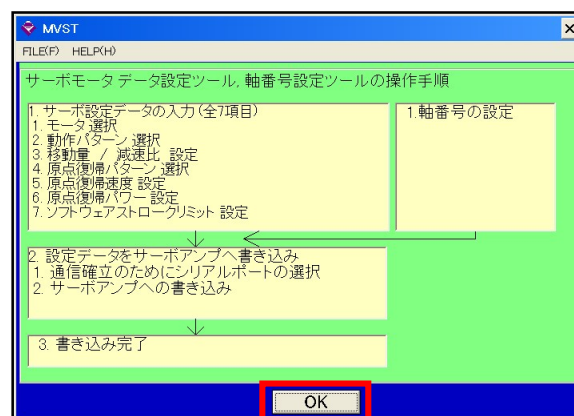 MVST
FILE(F) HELP(H)
サーボモータ データ設定ツール, 軸番号設定ツールの操作手順
1. サーボ設定データの入力(全7項目)
1. モータ選択
2. 動作パターン 選択
3. 移動量 / 減速比 設定
4. 原点復帰パターン 選択
5. 原点復帰速度 設定
6. 原点復帰パワー 設定
7. ソフトウェアストロークリミット 設定
1.軸番号の設定
2. 設定データをサーボアンプへ書き込み
1. 通信確立のためにシリアルポートの選択
2. サーボアンプへの書き込み
3. 書き込み完了
OK